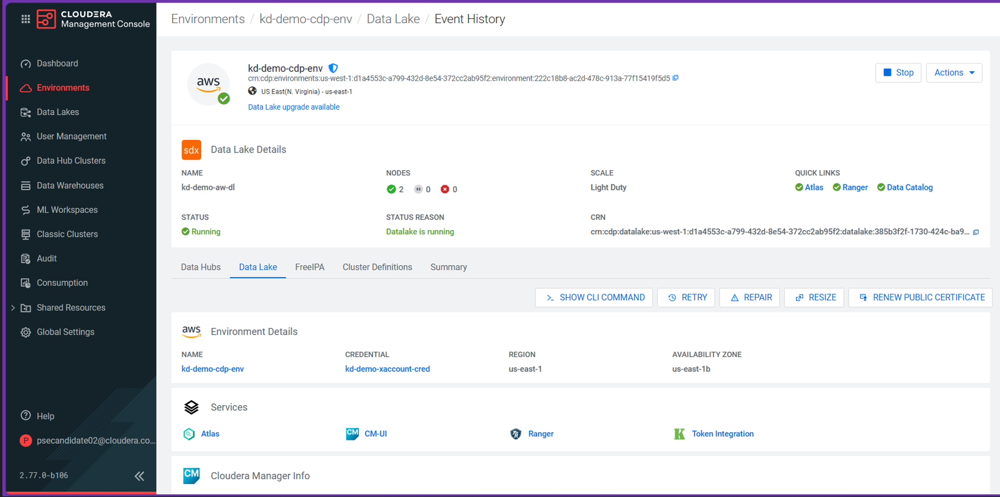 CLOUDERA
Management Console
Dashboard
Environments
Data Lakes
User Management
Data Hub Clusters
Data Warehouses
ML Workspaces
Classic Clusters
Audit
Consumption
Shared Resources
Global Settings
Help
P psecandidate02@cloudera.co...
2.77.0-b106
Environments / kd-demo-cdp-env / Data Lake / Event History
aws
kd-demo-cdp-env
crn:cdp:environments:us-west-1:d1a4553c-a799-432d-8e54-372cc2ab95f2:environment:222c18b8-ac2d-478c-913a-77f15419f5d5
US East(N. Virginia) - us-east-1
Data Lake upgrade available
Stop Actions
sdx Data Lake Details
NAME NODES SCALE QUICK LINKS
kd-demo-aw-dl 2 0 0 Light Duty Atlas Ranger Data Catalog
STATUS STATUS REASON CRN
Running Datalake is running crn:cdp:datalake:us-west-1:d1a4553c-a799-432d-8e54-372cc2ab95f2:datalake:385b3f2f-1730-424c-ba9...
Data Hubs Data Lake FreeIPA Cluster Definitions Summary
SHOW CLI COMMAND RETRY REPAIR RESIZE RENEW PUBLIC CERTIFICATE
aws Environment Details
NAME CREDENTIAL REGION AVAILABILITY ZONE
kd-demo-cdp-env kd-demo-xaccount-cred us-east-1 us-east-1b
Services
Atlas CM CM-UI Ranger Token Integration
CM Cloudera Manager Info